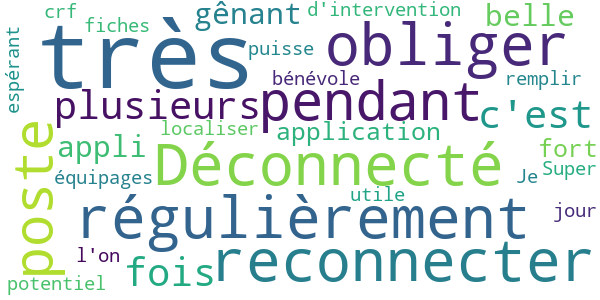 crf
gênant
d'intervention
belle
fiches
très
obliger
puisse
espérant
bénévole
remplir
plusieurs
pendant
c'est
localiser
application
appli
Déconnecté
fort
Super
équipages
Je
poste
utile
régulièrement
jour
l'on
reconnecter
fois
potentiel